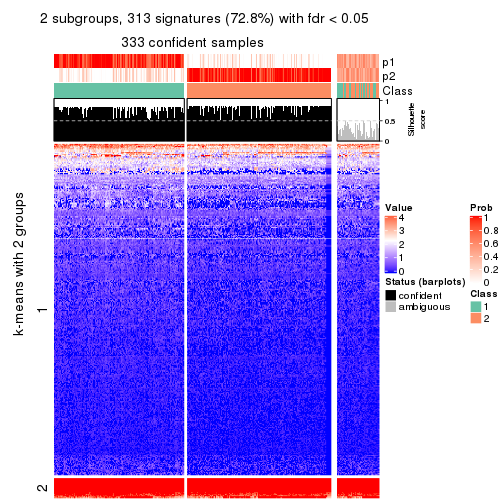 2 subgroups, 313 signatures (72.8%) with fdr < 0.05
333 confident samples
p1
p2
Class
1
0.5
0
Silhouette
score
k-means with 2 groups
1
2
Value
4
3
2
1
0
Prob
1
0.8
0.6
0.4
0.2
0
Status (barplots)
confident
ambiguous
Class
1
2